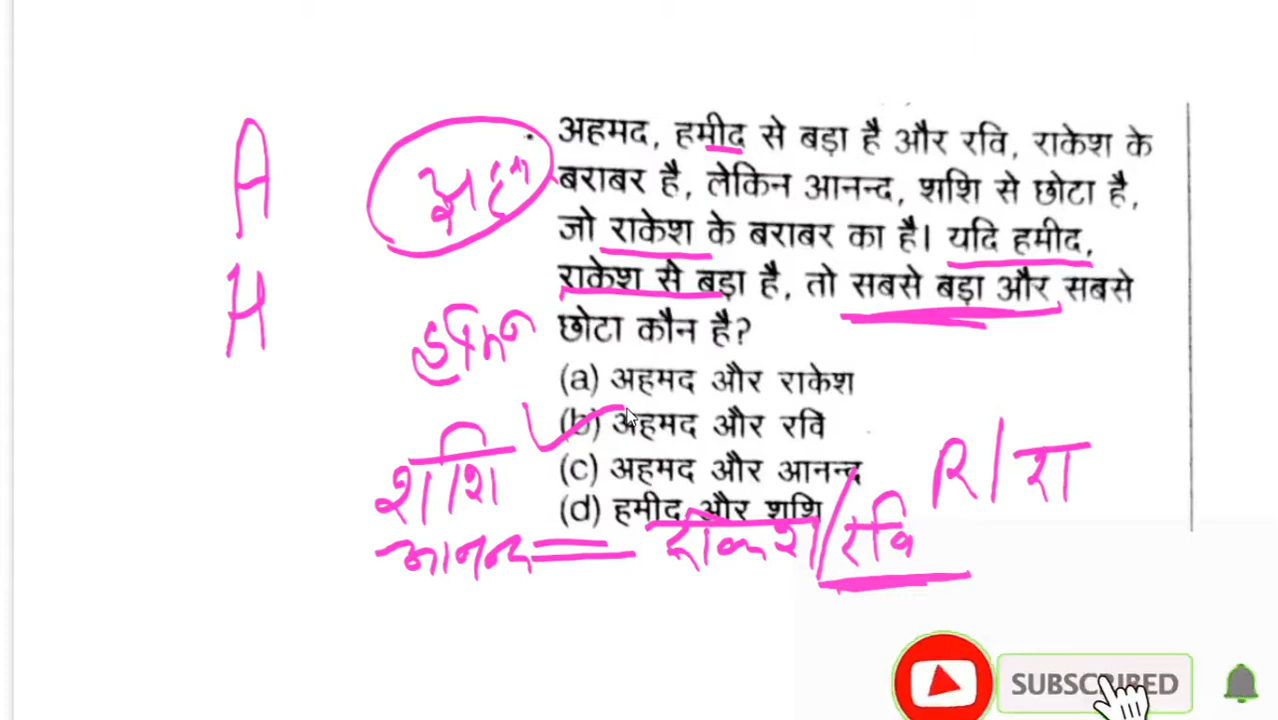 अहमद, हमीद से बड़ा है और रवि, राकेश के
बराबर है, लेकिन आनन्द, शशि से छोटा है,
जो राकेश के बराबर का है। यदि हमीद,
राकेश से बड़ा है, तो सबसे बड़ा और सबसे
छोटा कौन है?
(a) अहमद और राकेश
(b) अहमद और रवि
(c) अहमद और आनन्द
(d) हमीद और शशि
A
अह
H
शशि
आनन्द
राकेश/रवि
R/रा
SUBSCRIBED